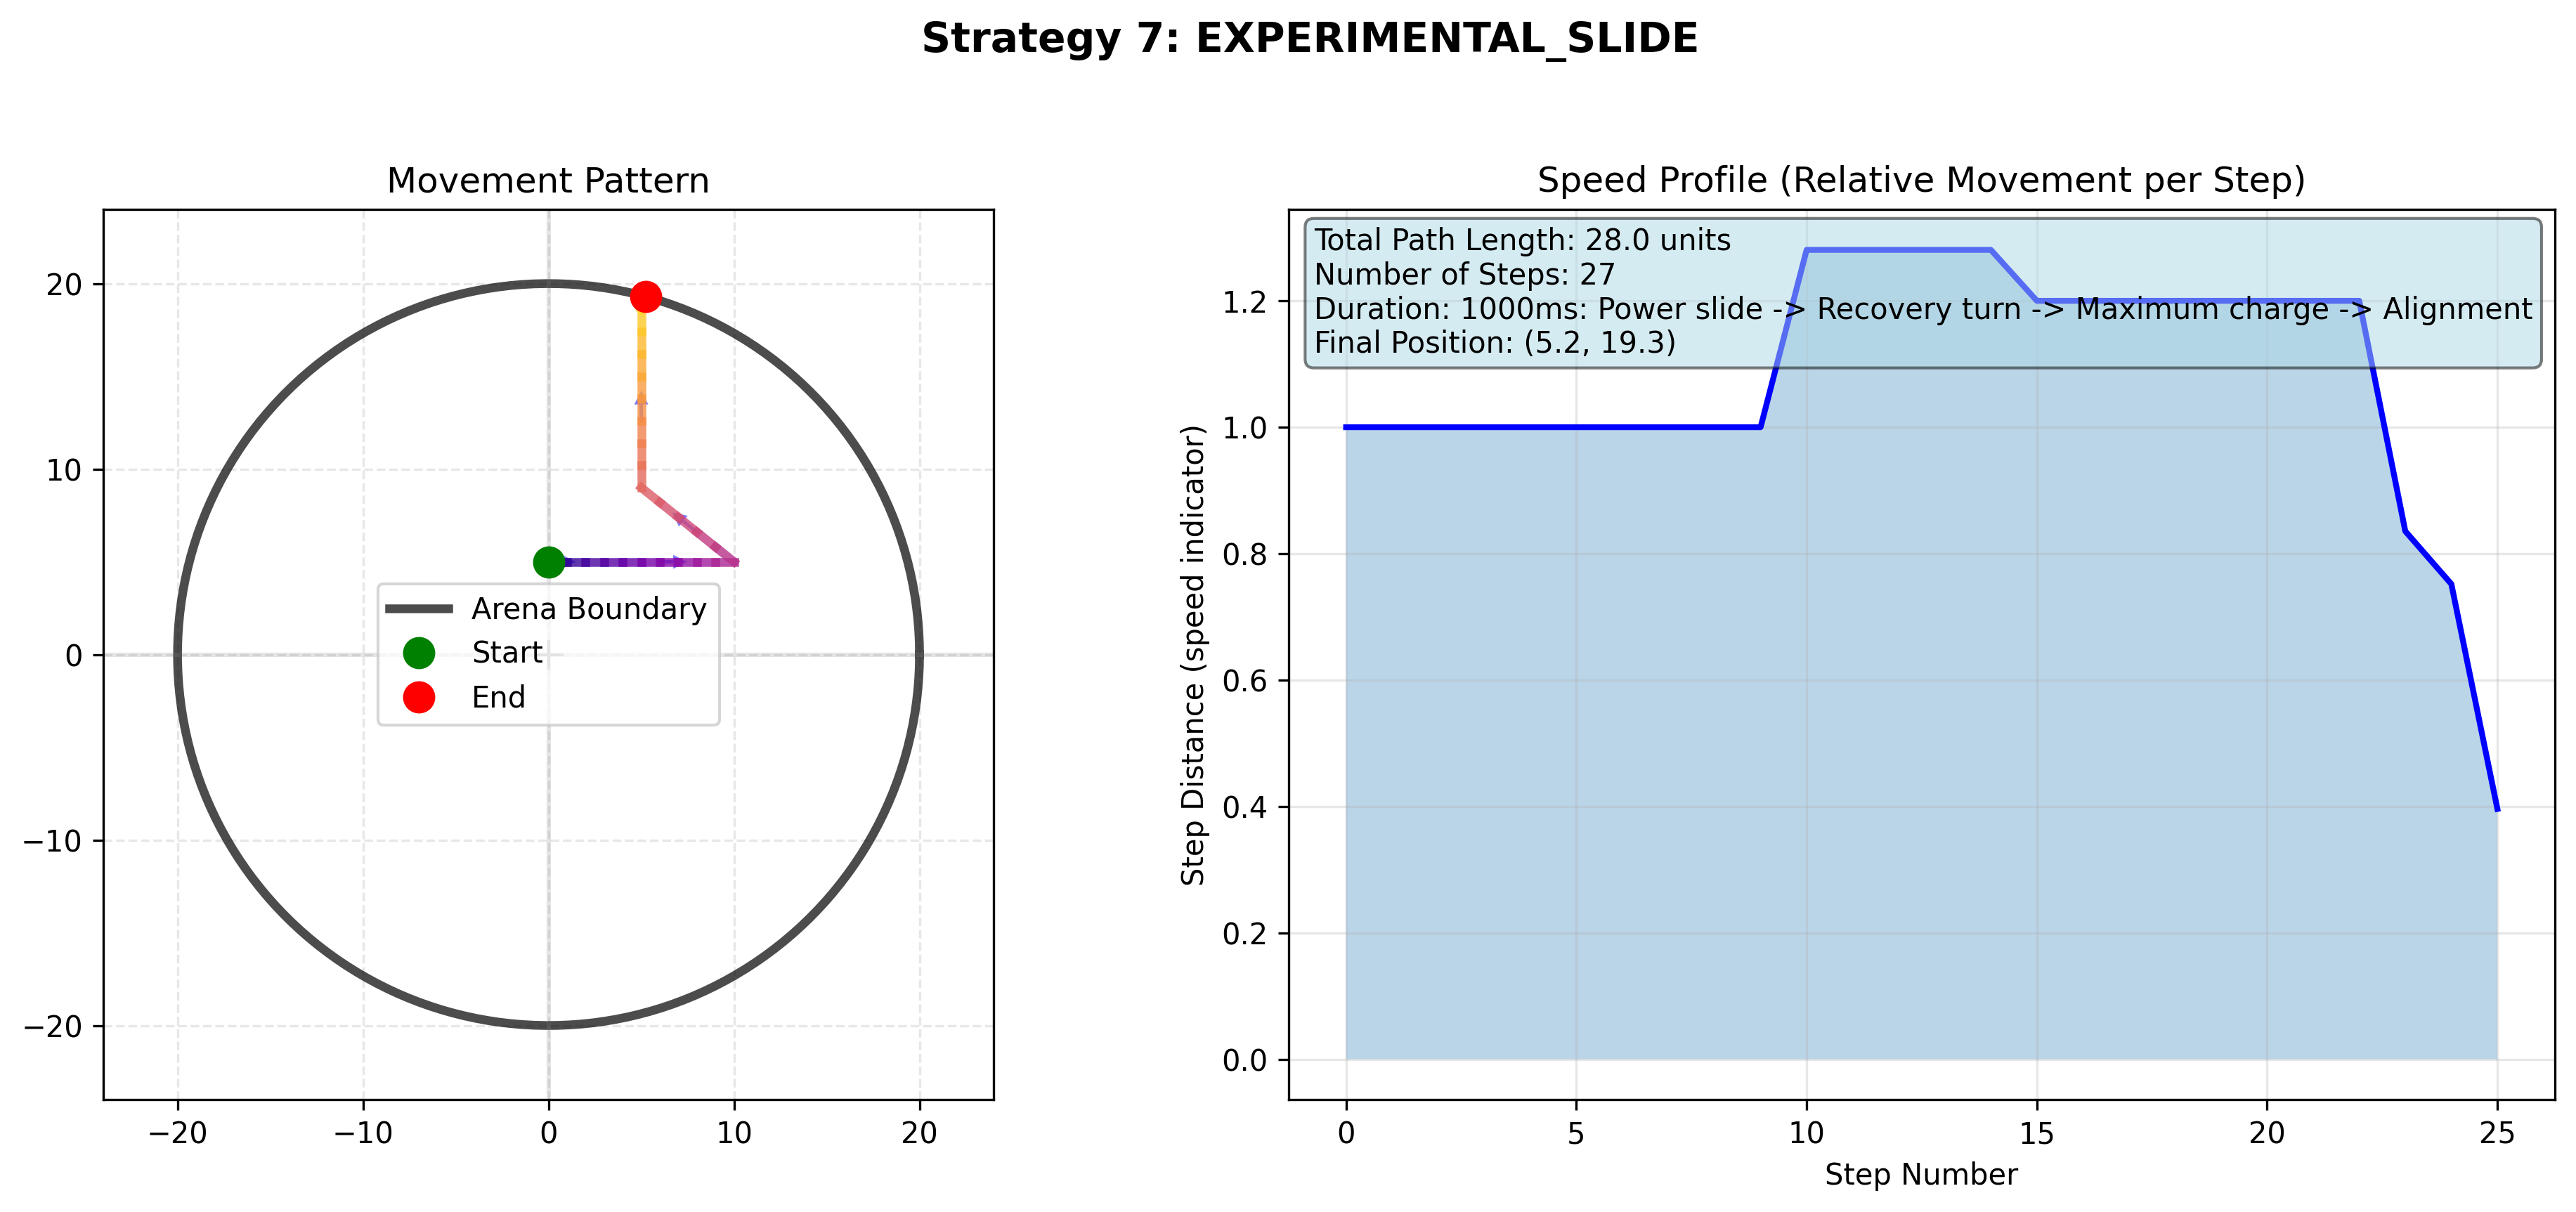 Strategy 7: EXPERIMENTAL_SLIDE
Movement Pattern
20
10
0
−10
−20
−20
−10
0
10
20
Arena Boundary
Start
End
Speed Profile (Relative Movement per Step)
Total Path Length: 28.0 units
Number of Steps: 27
Duration: 1000ms: Power slide -> Recovery turn -> Maximum charge -> Alignment
Final Position: (5.2, 19.3)
Step Distance (speed indicator)
1.2
1.0
0.8
0.6
0.4
0.2
0.0
0
5
10
15
20
25
Step Number